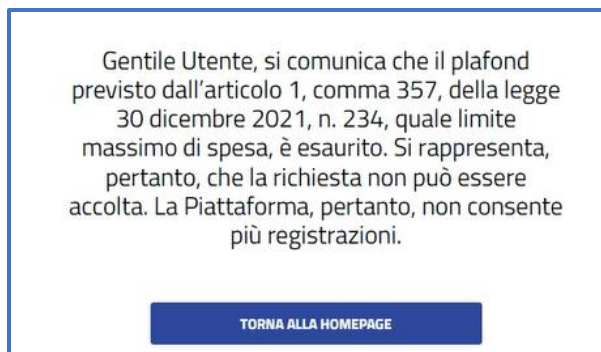 Gentile Utente, si comunica che il plafond
previsto dall’articolo 1, comma 357, della legge
30 dicembre 2021, n. 234, quale limite
massimo di spesa, è esaurito. Si rappresenta,
pertanto, che la richiesta non può essere
accolta. La Piattaforma, pertanto, non consente
più registrazioni.
TORNA ALLA HOMEPAGE